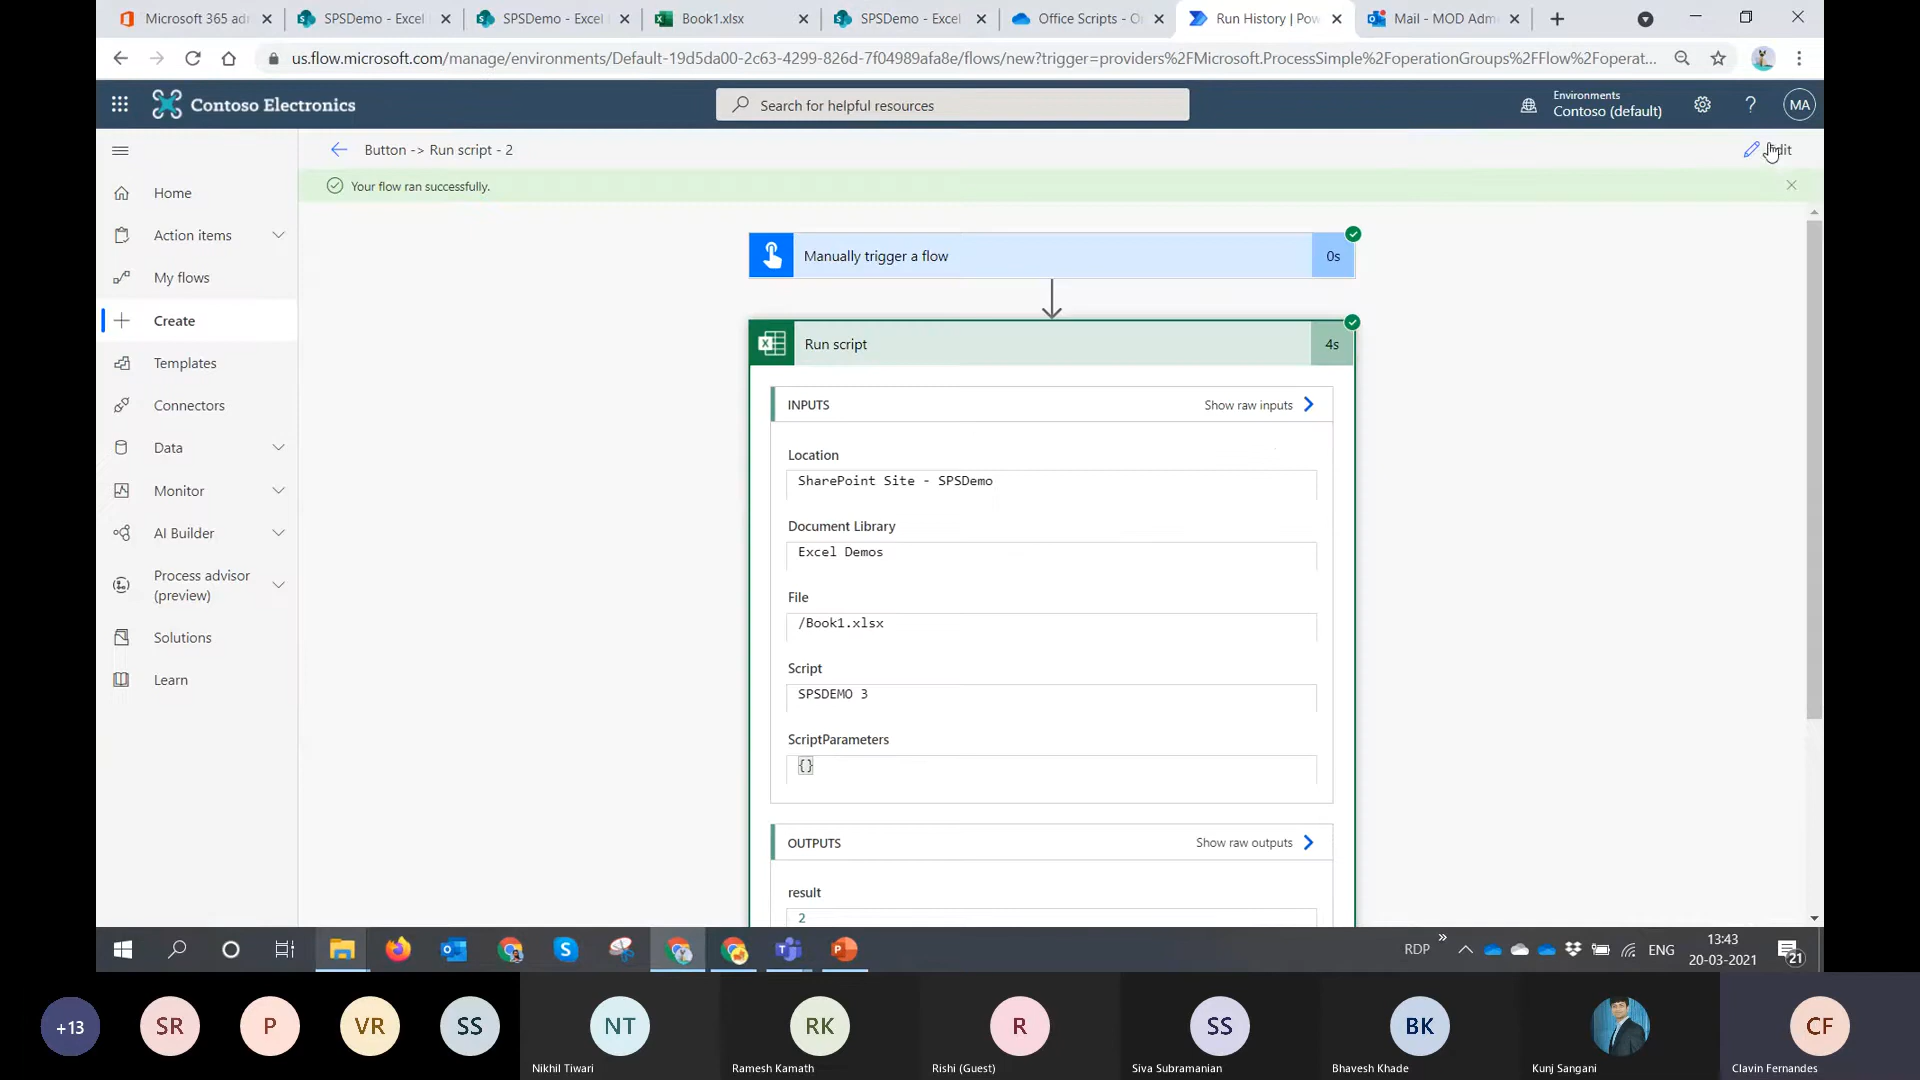 Microsoft 365 adm
SPSDemo - Excel
SPSDemo - Excel
Book1.xlsx
SPSDemo - Excel
Office Scripts - O
Run History | Pow
Mail - MOD Adm
us.flow.microsoft.com/manage/environments/Default-19d5da00-2c63-4299-826d-7f04989afa8e/flows/new?trigger=providers%2FMicrosoft.ProcessSimple%2FoperationGroups%2FFlow%2Foperat...
Contoso Electronics
Search for helpful resources
Environments
Contoso (default)
?
MA
Button -> Run script - 2
Your flow ran successfully.
Home
Action items
My flows
Create
Templates
Connectors
Data
Monitor
AI Builder
Process advisor
(preview)
Solutions
Learn
Manually trigger a flow
0s
Run script
4s
INPUTS
Show raw inputs
Location
SharePoint Site - SPSDemo
Document Library
Excel Demos
File
/Book1.xlsx
Script
SPSDEMO 3
ScriptParameters
{}
OUTPUTS
Show raw outputs
result
2
RDP
ENG
13:43
20-03-2021
21
+13
SR
P
VR
SS
NT
Nikhil Tiwari
RK
Ramesh Kamath
R
Rishi (Guest)
SS
Siva Subramanian
BK
Bhavesh Khade
Kunj Sangani
CF
Clavin Fernandes